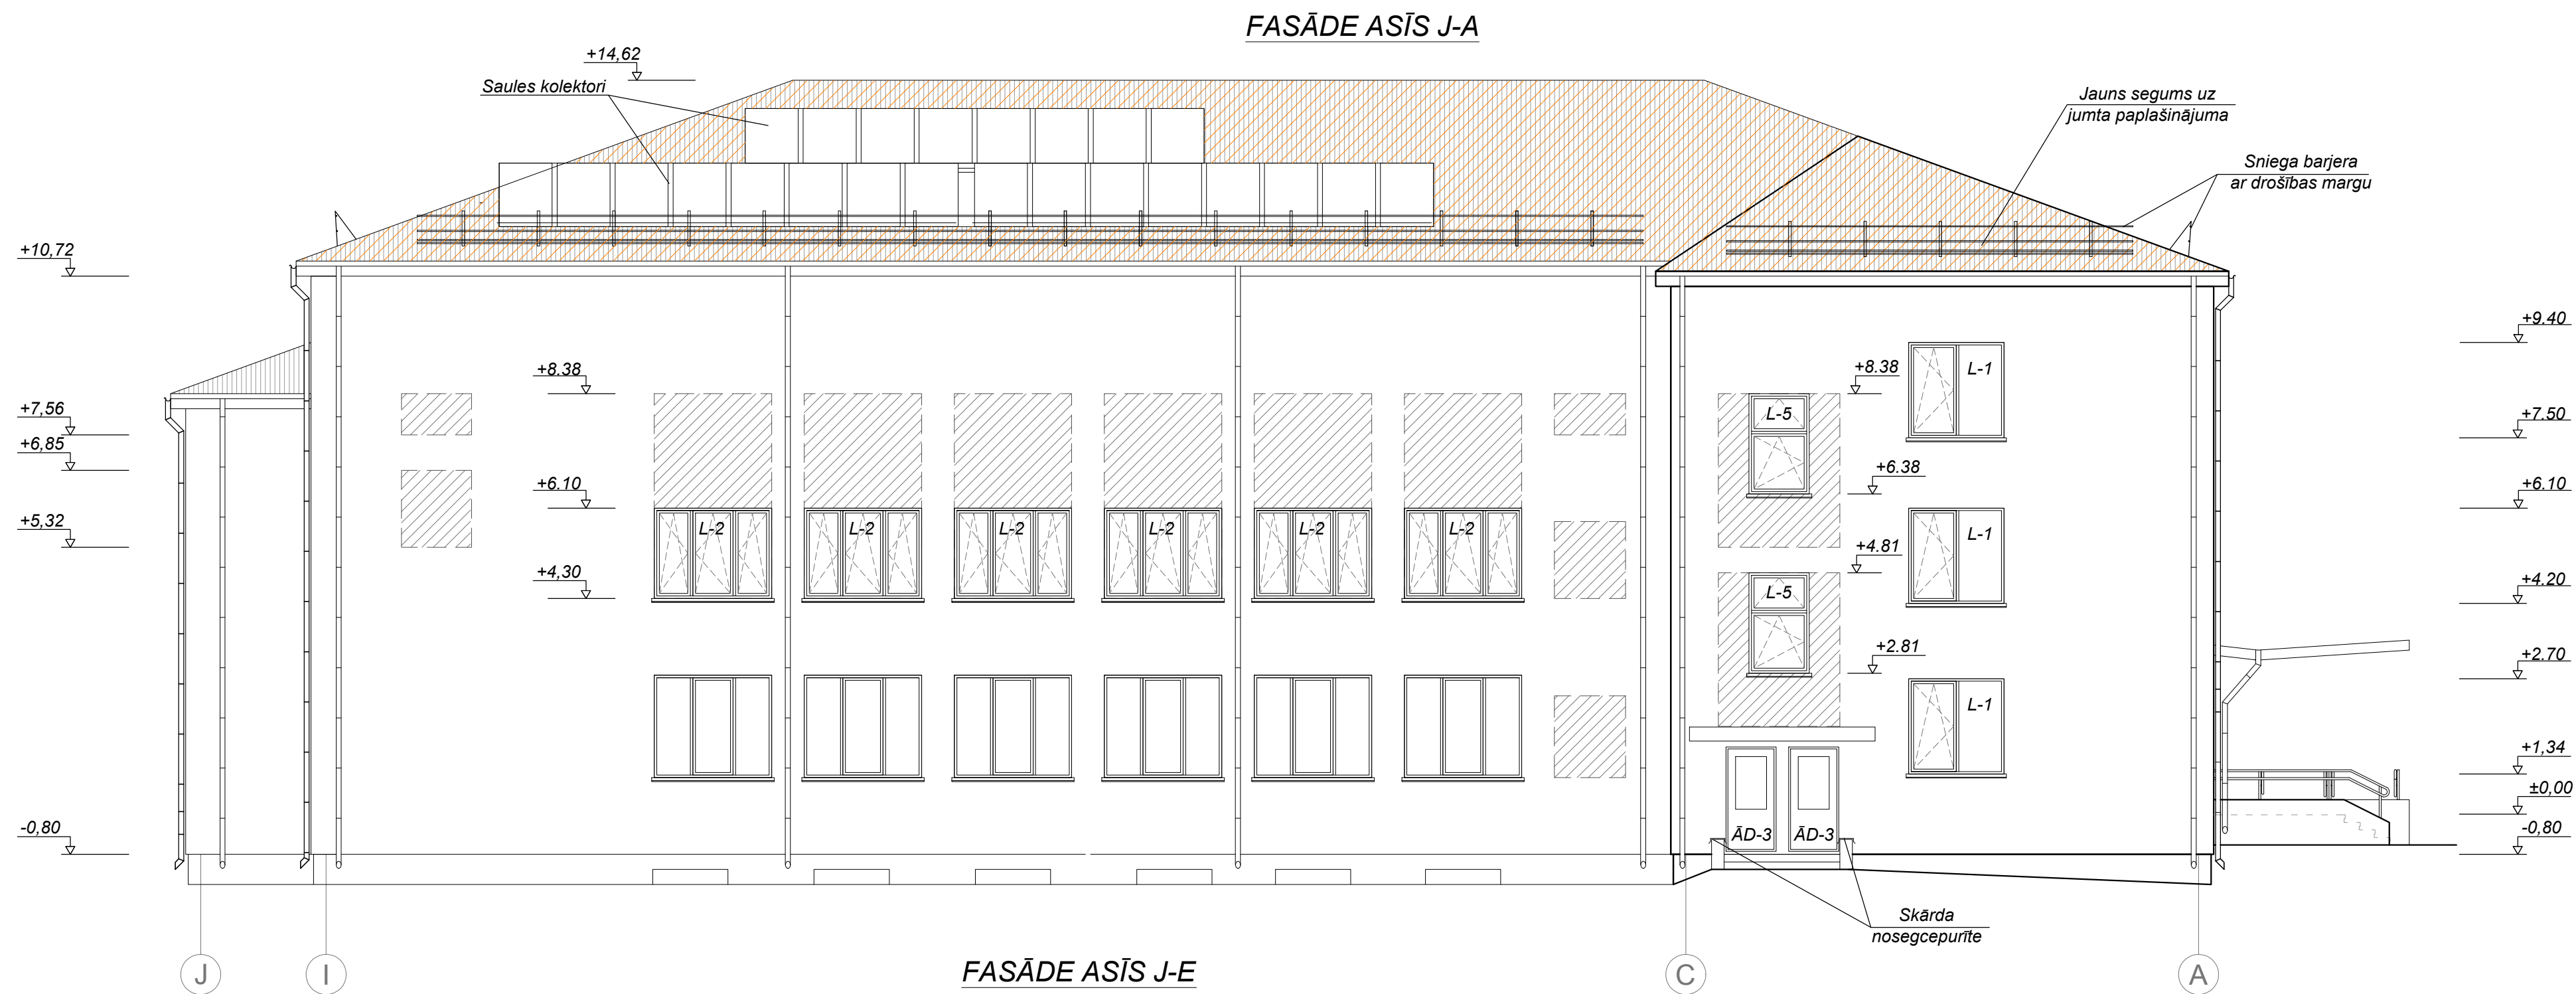 FASĀDE ASĪS J-A
+14,62
Saules kolektori
Jauns segums uz
jumta paplašinājuma
Sniega barjera
ar drošības margu
+10,72
+9.40
+8.38
+8.38
L-1
+7,56
L-5
+7.50
+6,85
+6.38
+6.10
+6.10
+5,32
L-2
L-2
L-2
L-2
L-2
L-2
L-1
+4.81
+4,30
L-5
+4.20
+2.81
+2.70
L-1
+1,34
±0,00
-0,80
ĀD-3
ĀD-3
-0,80
Skārda
nosegcepurīte
J
I
FASĀDE ASĪS J-E
C
A